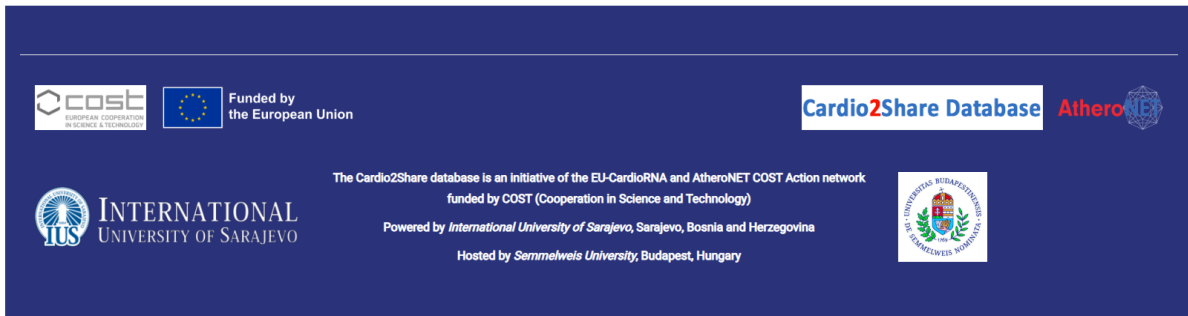 cost
EUROPEAN COOPERATION
IN SCIENCE & TECHNOLOGY
Funded by
the European Union
Cardio2Share Database
AtheroNET
IUS
INTERNATIONAL
UNIVERSITY OF SARAJEVO
The Cardio2Share database is an initiative of the EU-CardioRNA and AtheroNET COST Action network
funded by COST (Cooperation in Science and Technology)
Powered by International University of Sarajevo, Sarajevo, Bosnia and Herzegovina
Hosted by Semmelweis University, Budapest, Hungary
UNIVERSITAS BUDAPESTINENSIS
DE SEMMELWEIS NOMINATA
1769